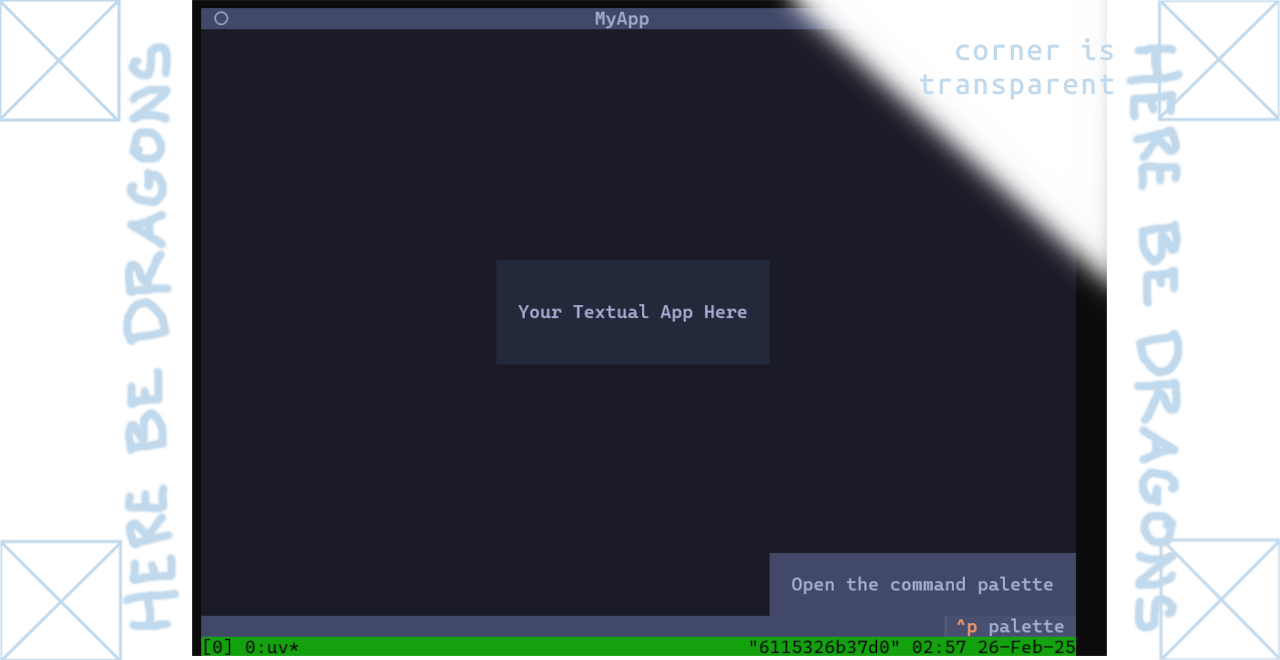 MyApp
corner is
transparent
HERE BE DRAGONS
HERE BE DRAGONS
Your Textual App Here
Open the command palette
^p palette
[0] 0:uv*
"6115326b37d0" 02:57 26-Feb-25